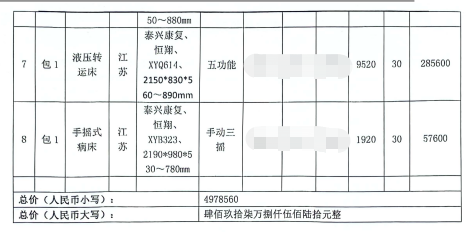 50～880mm
7
包 1
液压转
运床
江
苏
泰兴康复、
恒翔、
XYQ614、
2150*830*5
60～890mm
五功能
9520
30
285600
8
包 1
手摇式
病床
江
苏
泰兴康复、
恒翔、
XYB323、
2190*980*5
30～780mm
手动三
摇
1920
30
57600
总价（人民币小写）:
4978560
总价（人民币大写）:
肆佰玖拾柒万捌仟伍佰陆拾元整